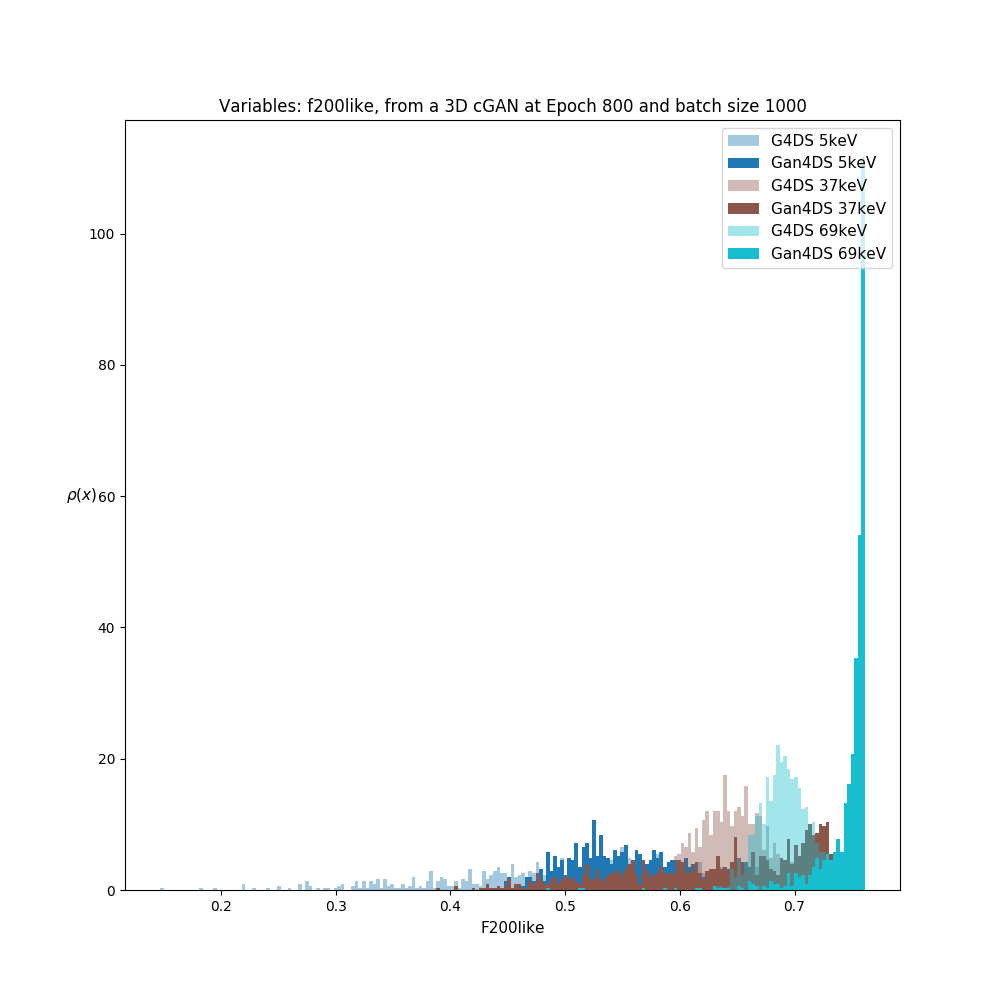 Variables: f200like, from a 3D cGAN at Epoch 800 and batch size 1000
G4DS 5keV
Gan4DS 5keV
G4DS 37keV
Gan4DS 37keV
G4DS 69keV
Gan4DS 69keV
100
80
ρ(x) 60
40
20
0
0.2 0.3 0.4 0.5 0.6 0.7
F200like